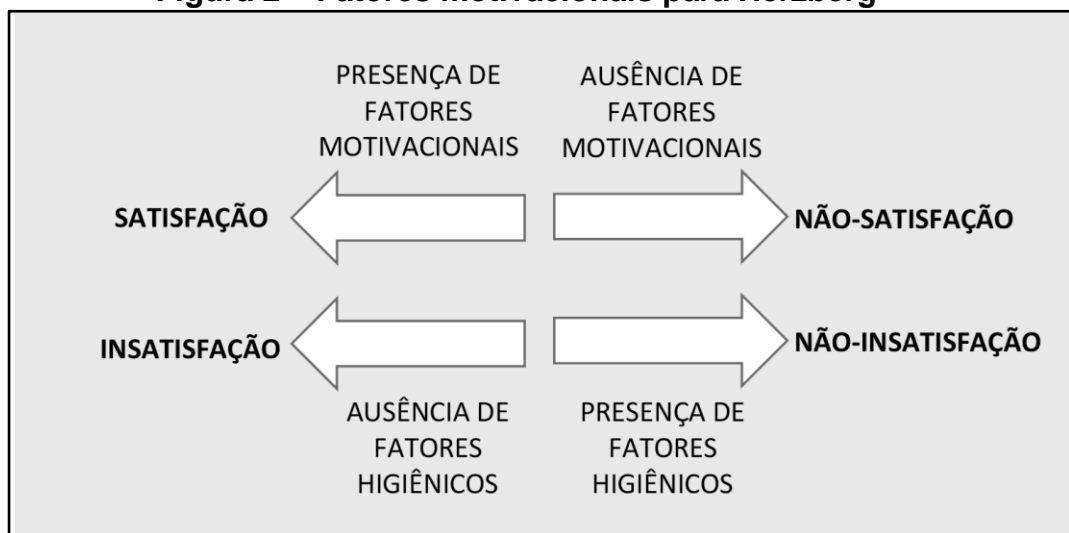 PRESENÇA DE
FATORES
MOTIVACIONAIS
AUSÊNCIA DE
FATORES
MOTIVACIONAIS
SATISFAÇÃO
NÃO-SATISFAÇÃO
INSATISFAÇÃO
NÃO-INSATISFAÇÃO
AUSÊNCIA DE
FATORES
HIGIÊNICOS
PRESENÇA DE
FATORES
HIGIÊNICOS